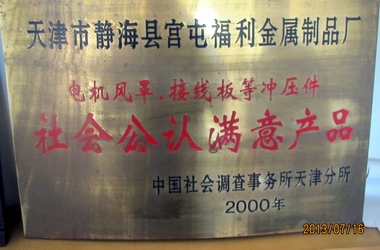 天津市静海县宫屯福利金属制品厂
电机风罩.接线板等冲压件
社会公认满意产品
中国社会调查事务所天津分所
2000年
2013/07/16